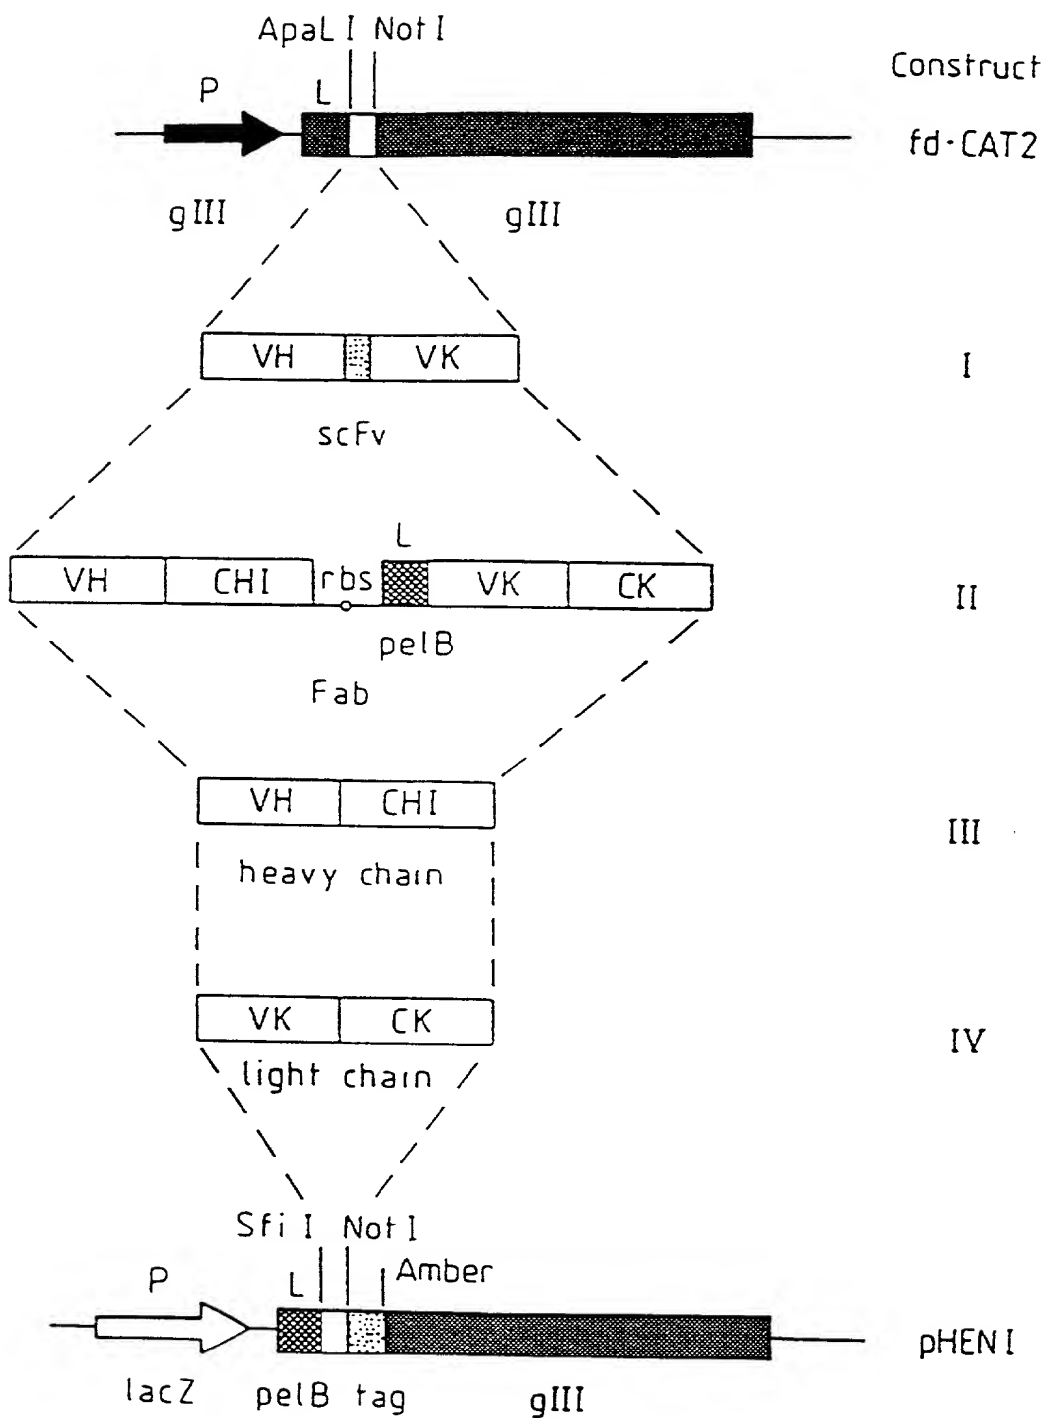 ApaL I Not I
Construct
P L
fd·CAT2
gIII gIII
VH VK
I
scFv
L
VH CHI rbs VK CK
II
pelB
Fab
VH CHI
III
heavy chain
VK CK
IV
light chain
Sfi I Not I
Amber
P L
pHEN I
lacZ pelB tag gIII